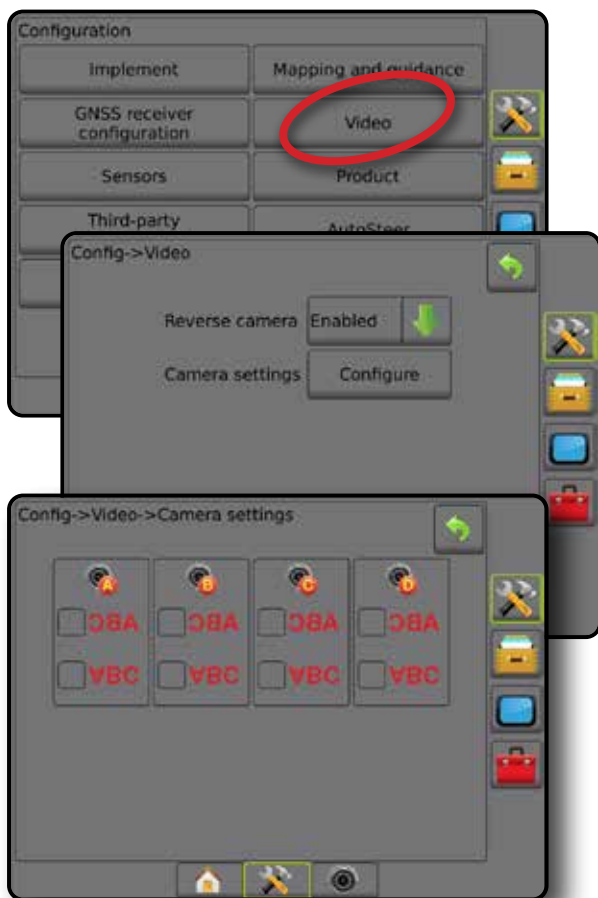 Configuration
Implement
Mapping and guidance
GNSS receiver
configuration
Video
Sensors
Product
Third-party
AutoSteer
Config->Video
Reverse camera Enabled
Camera settings Configure
Config->Video->Camera settings
A B C D
ABC ABC ABC ABC
ABC ABC ABC ABC